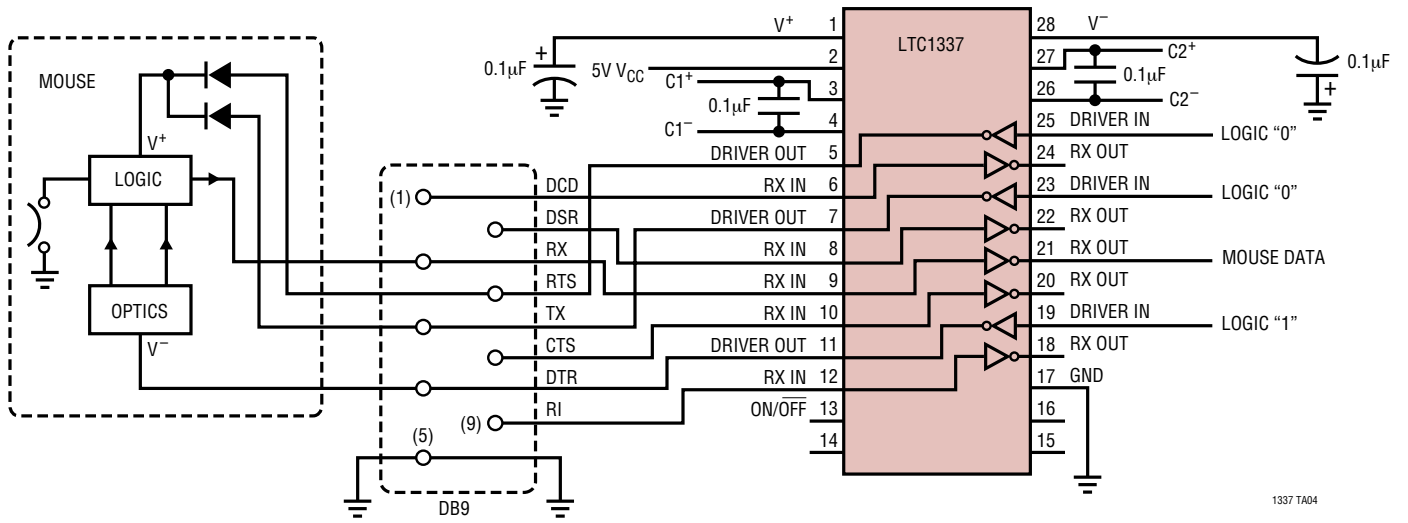 MOUSE
V+
LOGIC
OPTICS
V−
(1)
DCD
DSR
RX
RTS
TX
CTS
DTR
(9)
RI
(5)
DB9
+
0.1µF
5V VCC
C1+
0.1µF
C1−
V+
LTC1337
V−
DRIVER OUT
RX IN
DRIVER OUT
RX IN
RX IN
RX IN
DRIVER OUT
RX IN
ON/OFF
1
2
3
4
5
6
7
8
9
10
11
12
13
14
28
27
26
25
24
23
22
21
20
19
18
17
16
15
C2+
0.1µF
C2−
0.1µF
+
DRIVER IN
RX OUT
DRIVER IN
RX OUT
RX OUT
RX OUT
DRIVER IN
RX OUT
GND
LOGIC “0”
LOGIC “0”
MOUSE DATA
LOGIC “1”
1337 TA04